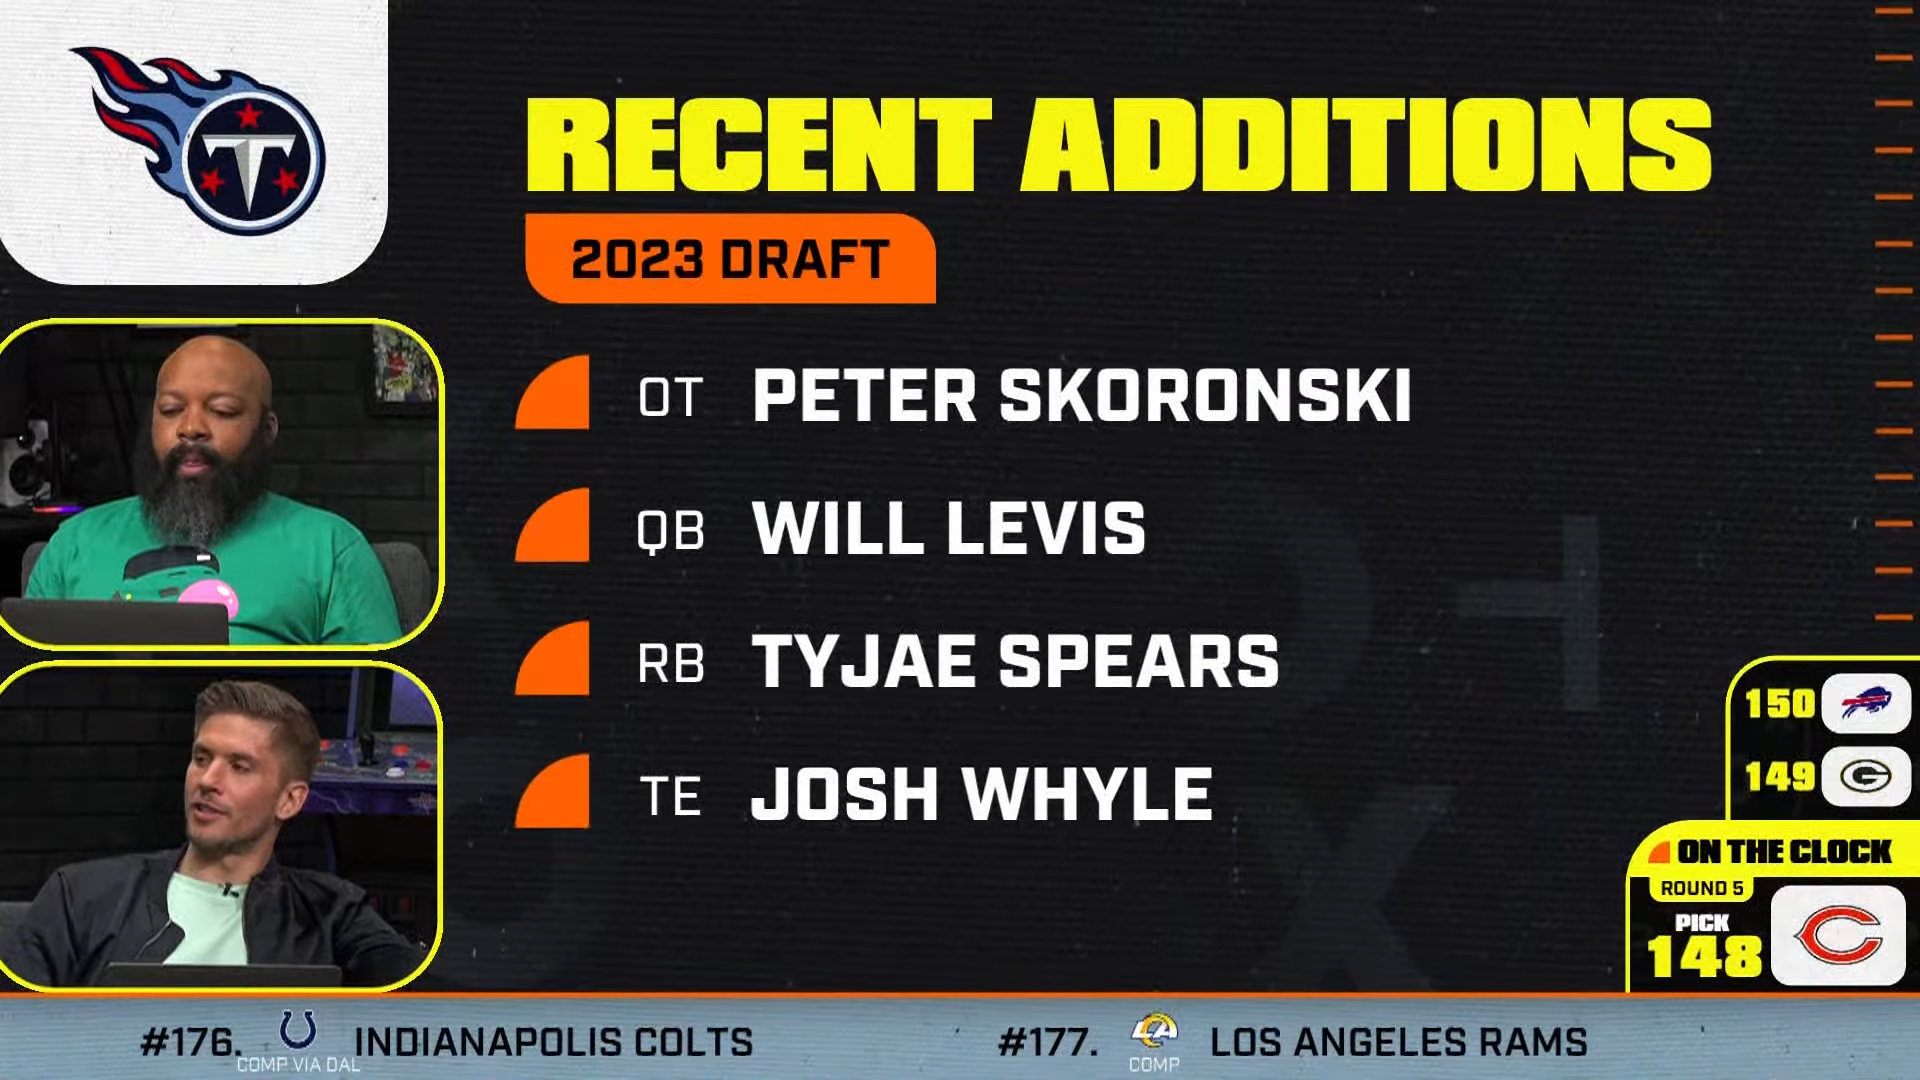 RECENT ADDITIONS
2023 DRAFT
OT PETER SKORONSKI
QB WILL LEVIS
RB TYJAE SPEARS
TE JOSH WHYLE
150
149
ON THE CLOCK
ROUND 5
PICK
148
#176. INDIANAPOLIS COLTS
COMP VIA DAL
#177. LOS ANGELES RAMS
COMP